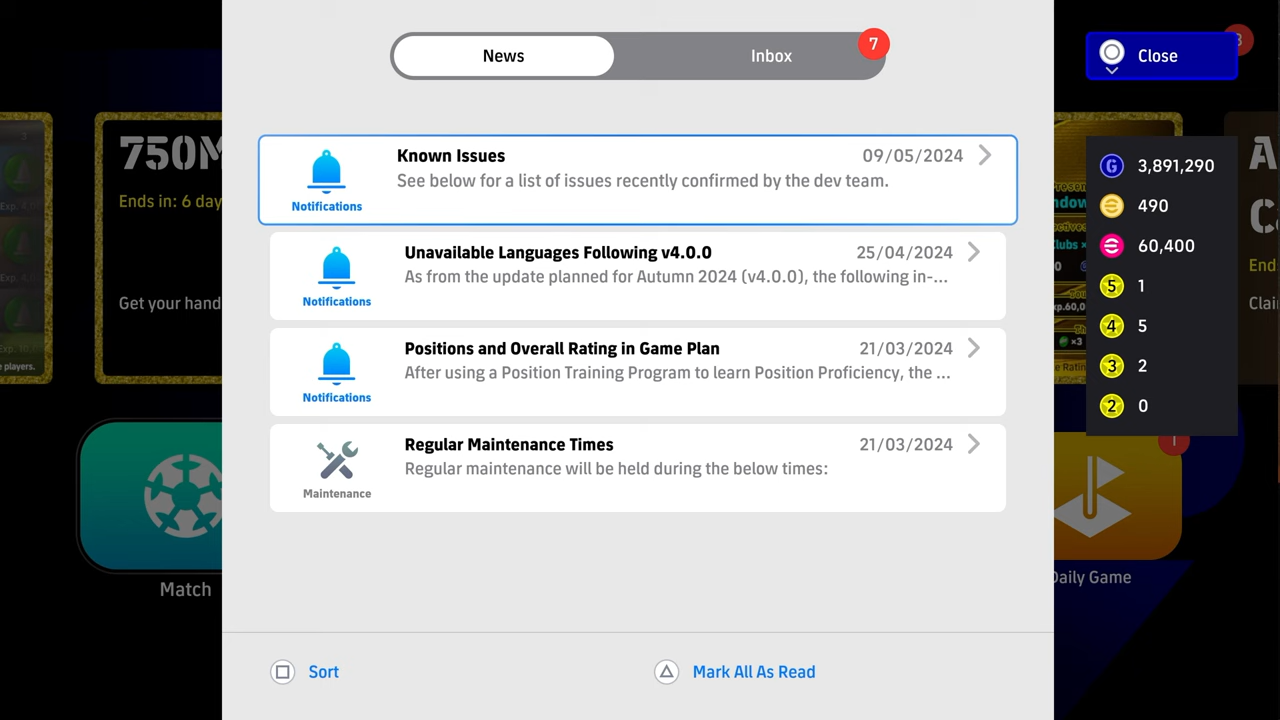 News
Inbox
7
Close
750M
Ends in: 6 day
Get your hand
Known Issues
09/05/2024
See below for a list of issues recently confirmed by the dev team.
Notifications
Unavailable Languages Following v4.0.0
25/04/2024
As from the update planned for Autumn 2024 (v4.0.0), the following in-...
Notifications
Positions and Overall Rating in Game Plan
21/03/2024
After using a Position Training Program to learn Position Proficiency, the ...
Notifications
Regular Maintenance Times
21/03/2024
Regular maintenance will be held during the below times:
Maintenance
G 3,891,290
490
60,400
5 1
4 5
3 2
2 0
e players.
×3
1
Match
Daily Game
Sort
Mark All As Read